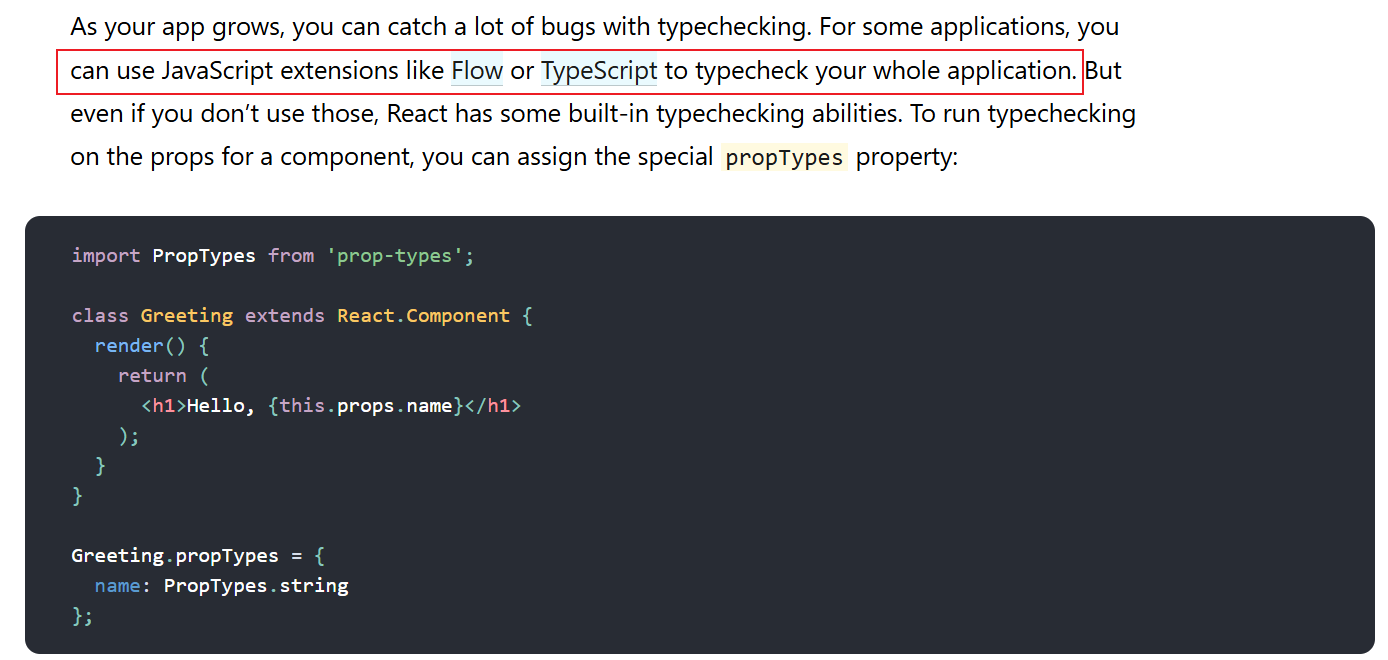 As your app grows, you can catch a lot of bugs with typechecking. For some applications, you
can use JavaScript extensions like Flow or TypeScript to typecheck your whole application. But
even if you don’t use those, React has some built-in typechecking abilities. To run typechecking
on the props for a component, you can assign the special propTypes property:
import PropTypes from 'prop-types';
class Greeting extends React.Component {
  render() {
    return (
      <h1>Hello, {this.props.name}</h1>
    );
  }
}
Greeting.propTypes = {
  name: PropTypes.string
};